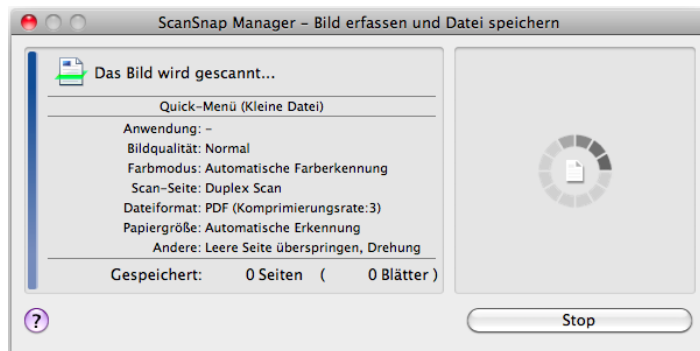 ScanSnap Manager – Bild erfassen und Datei speichern
Das Bild wird gescannt...
Quick-Menü (Kleine Datei)
Anwendung: –
Bildqualität: Normal
Farbmodus: Automatische Farberkennung
Scan-Seite: Duplex Scan
Dateiformat: PDF (Komprimierungsrate:3)
Papiergröße: Automatische Erkennung
Andere: Leere Seite überspringen, Drehung
Gespeichert: 0 Seiten ( 0 Blätter )
?
Stop